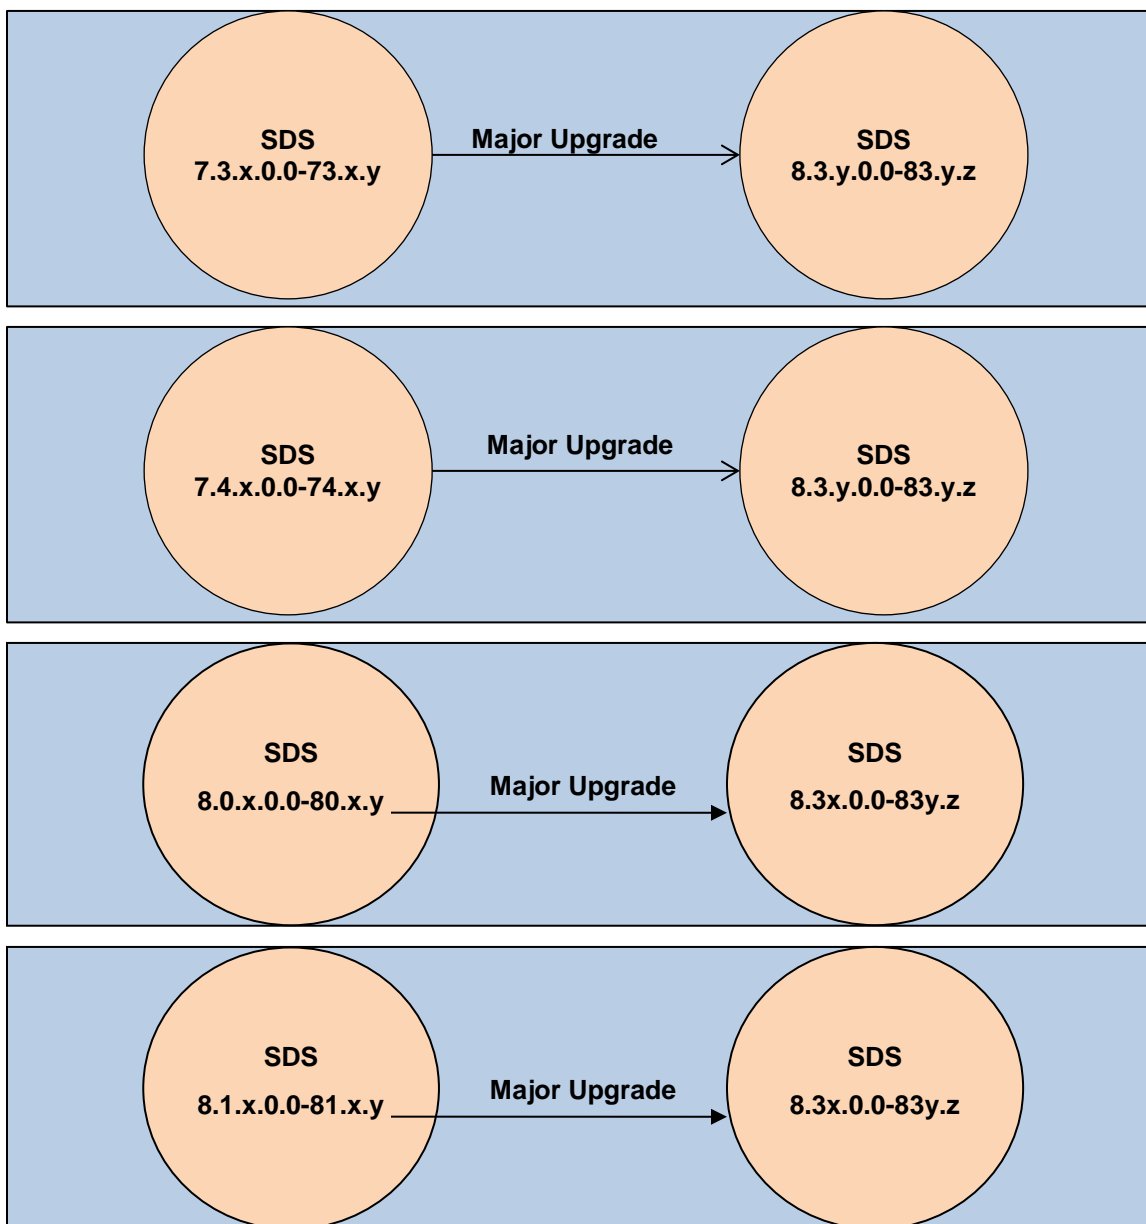 SDS
7.3.x.0.0-73.x.y
Major Upgrade
SDS
8.3.y.0.0-83.y.z
SDS
7.4.x.0.0-74.x.y
Major Upgrade
SDS
8.3.y.0.0-83.y.z
SDS
8.0.x.0.0-80.x.y
Major Upgrade
SDS
8.3x.0.0-83y.z
SDS
8.1.x.0.0-81.x.y
Major Upgrade
SDS
8.3x.0.0-83y.z